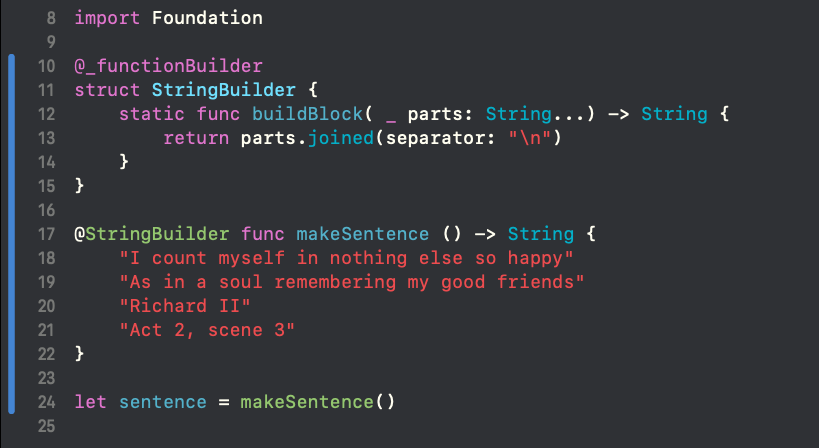 8 import Foundation
9
10 @_functionBuilder
11 struct StringBuilder {
12     static func buildBlock( _ parts: String...) -> String {
13         return parts.joined(separator: "\n")
14     }
15 }
16
17 @StringBuilder func makeSentence () -> String {
18     "I count myself in nothing else so happy"
19     "As in a soul remembering my good friends"
20     "Richard II"
21     "Act 2, scene 3"
22 }
23
24 let sentence = makeSentence()
25